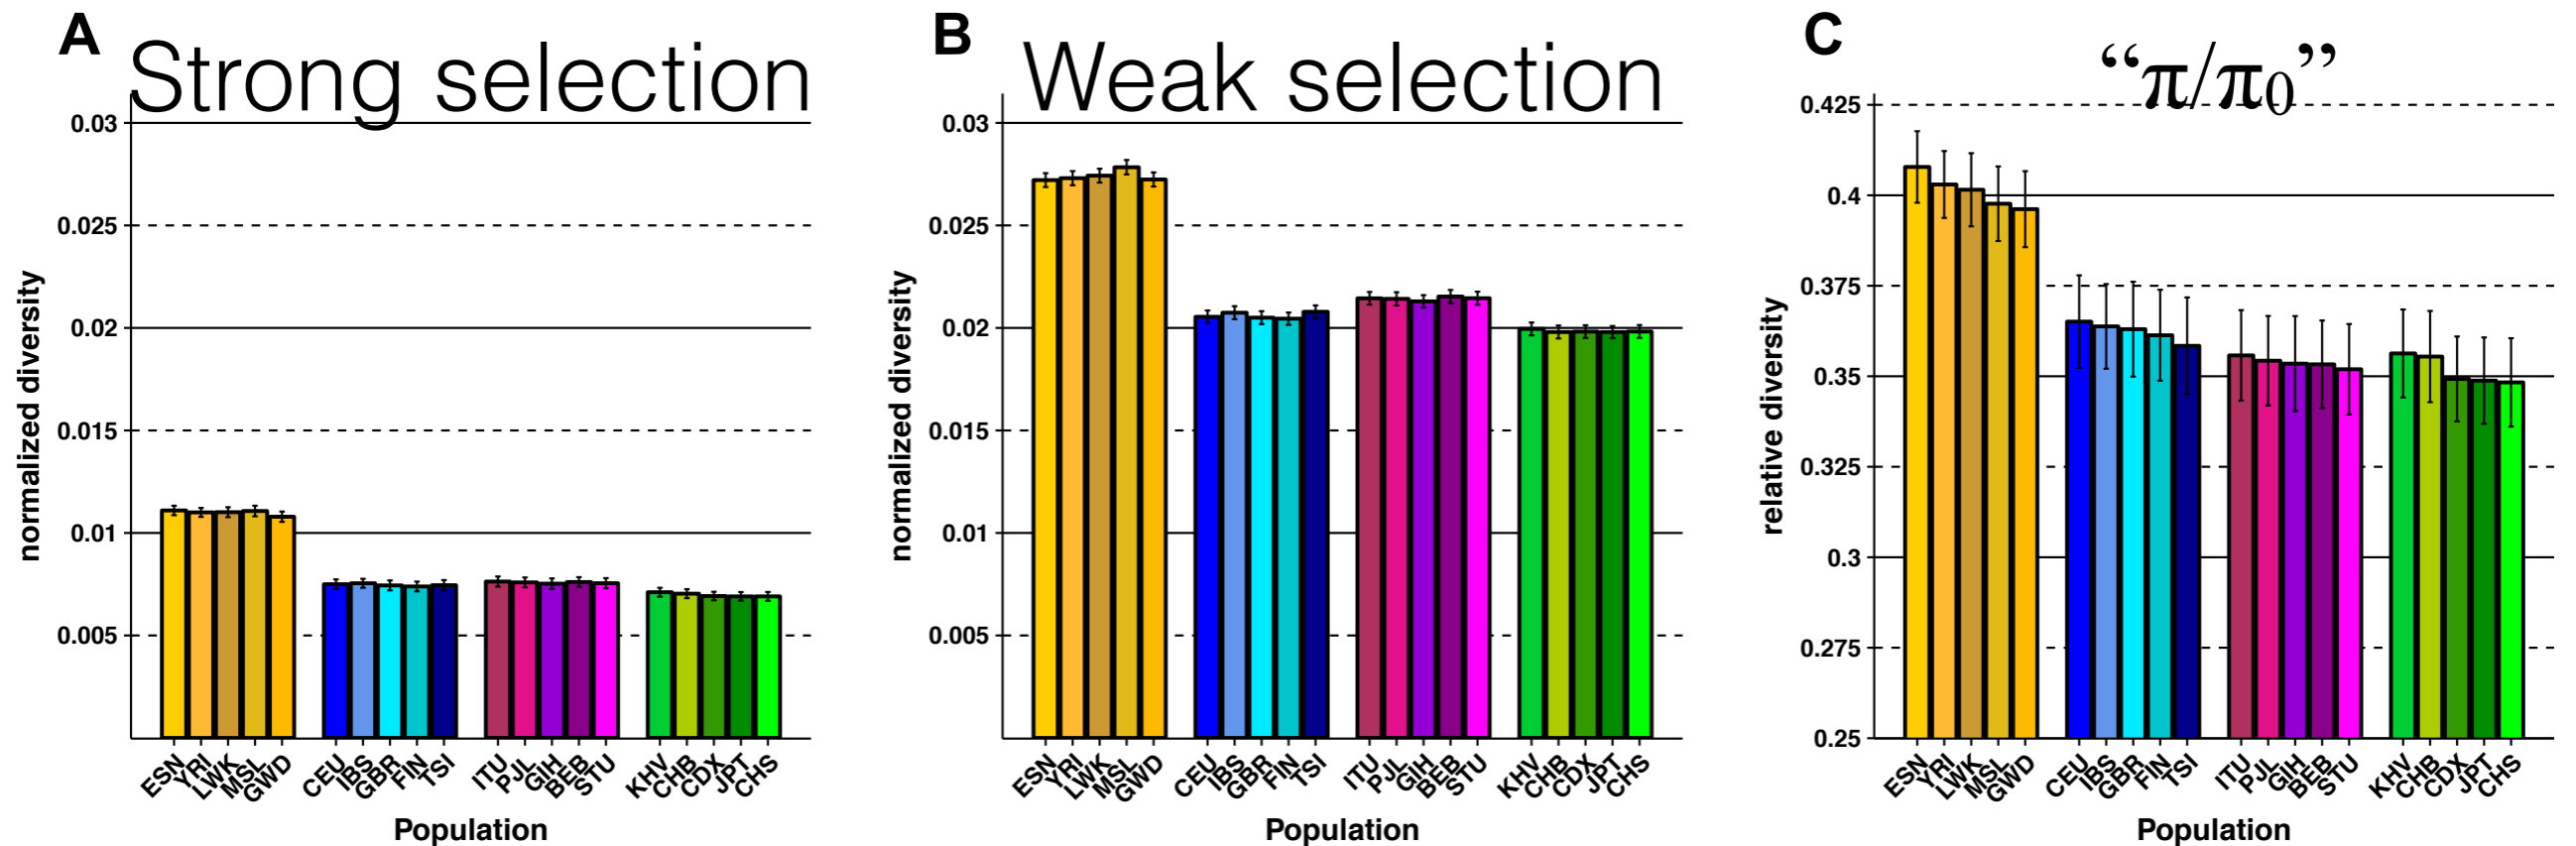 A
Strong selection
normalized diversity
0.03
0.025
0.02
0.015
0.01
0.005
ESN YRI LWK MSL GWD CEU IBS GBR FIN TSI ITU PJL GIH BEB STU KHV CHB CDX JPT CHS
Population
B
Weak selection
normalized diversity
0.03
0.025
0.02
0.015
0.01
0.005
ESN YRI LWK MSL GWD CEU IBS GBR FIN TSI ITU PJL GIH BEB STU KHV CHB CDX JPT CHS
Population
C
“π/π₀”
relative diversity
0.425
0.4
0.375
0.35
0.325
0.3
0.275
0.25
ESN YRI LWK MSL GWD CEU IBS GBR FIN TSI ITU PJL GIH BEB STU KHV CHB CDX JPT CHS
Population